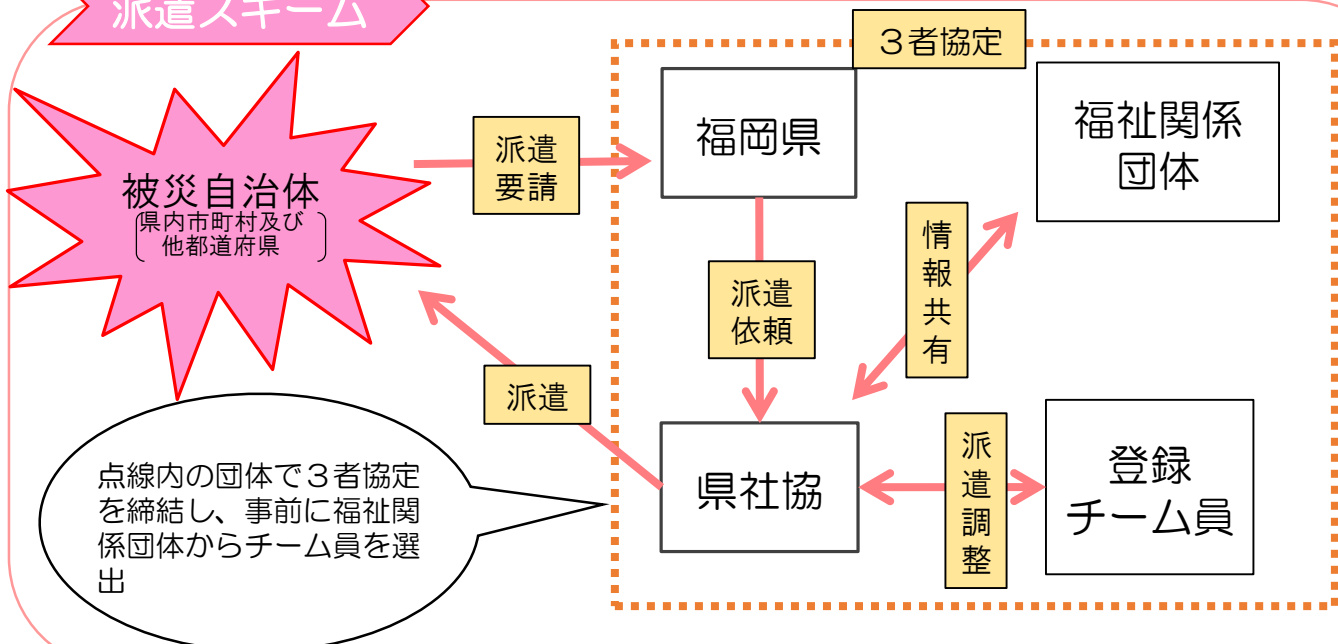 派遣スキーム
3者協定
福岡県
福祉関係
団体
派遣
要請
被災自治体
県内市町村及び
他都道府県
情報共有
派遣
依頼
派遣
県社協
派遣調整
登録
チーム員
点線内の団体で3者協定
を締結し、事前に福祉関
係団体からチーム員を選
出